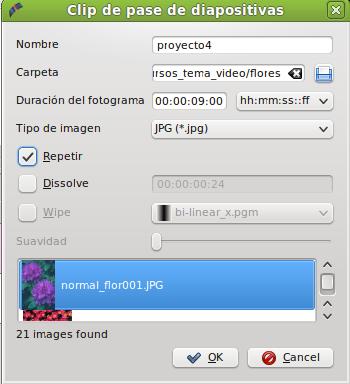 Clip de pase de diapositivas
Nombre proyecto4
Carpeta ırsos_tema_video/flores
Duración del fotograma 00:00:09:00 hh:mm:ss::ff
Tipo de imagen JPG (*.jpg)
Repetir
Dissolve 00:00:00:24
Wipe bi-linear_x.pgm
Suavidad
normal_flor001.JPG
21 images found
OK Cancel